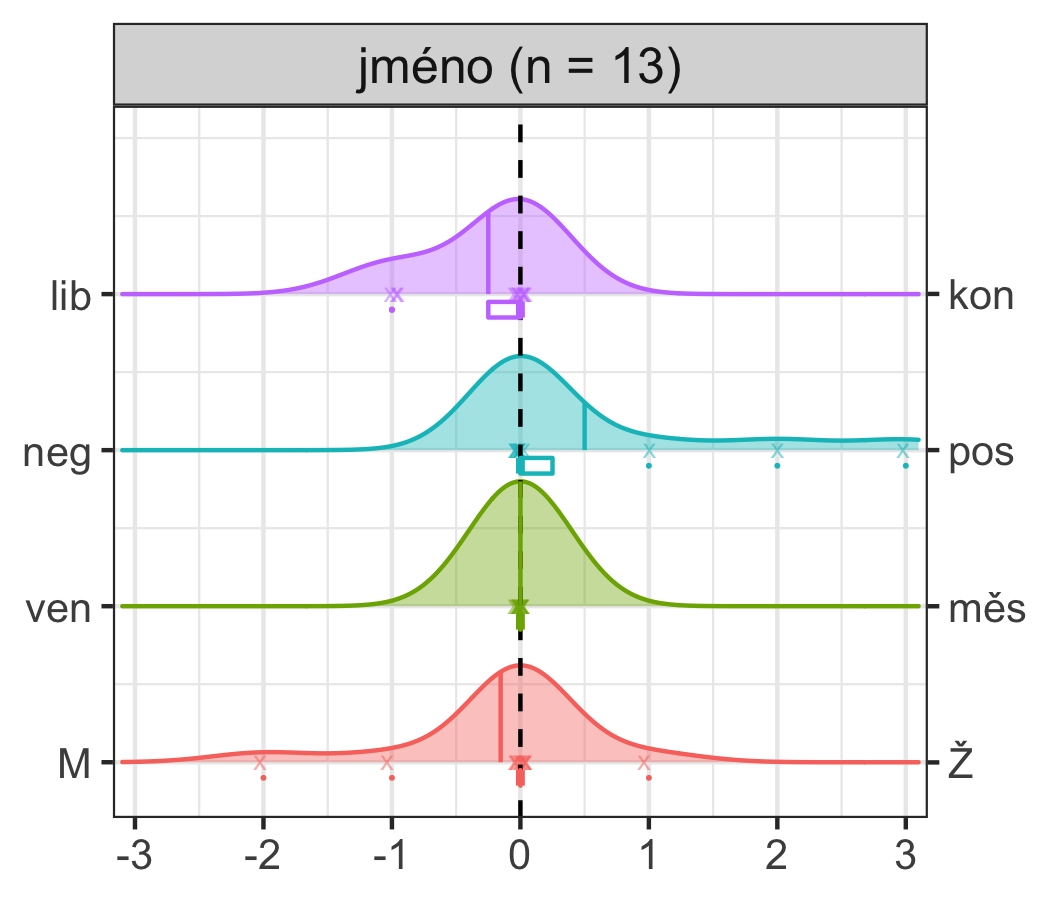 jméno (n = 13)
lib kon
neg pos
ven měs
M Ž
-3 -2 -1 0 1 2 3